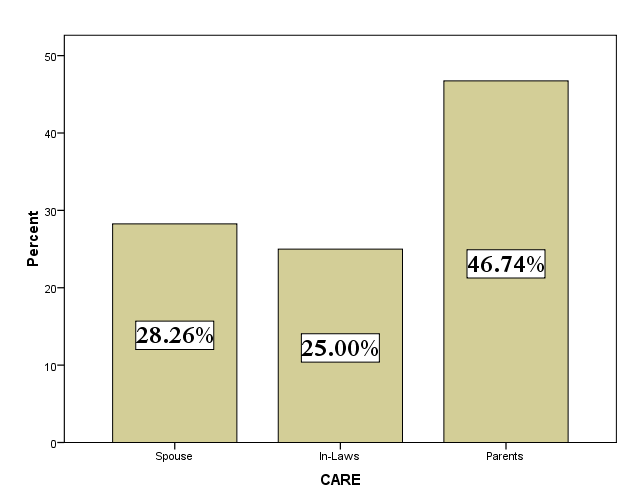 50
40
30
20
10
0
Percent
28.26%
25.00%
46.74%
Spouse
In-Laws
Parents
CARE